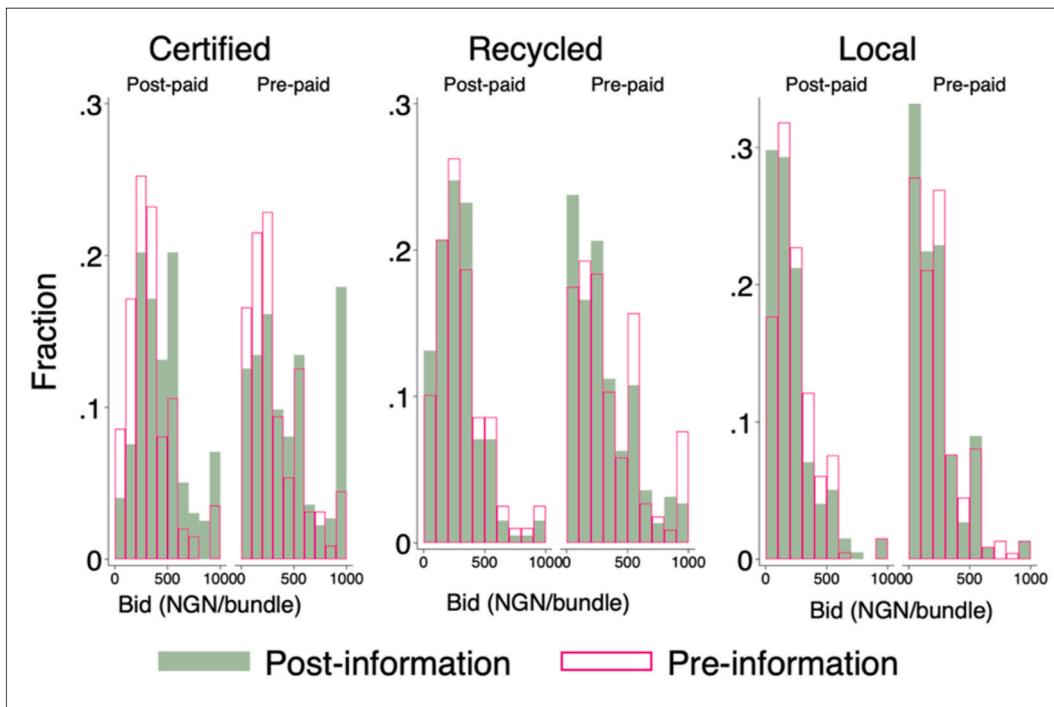 Certified Recycled Local
Post-paid Pre-paid Post-paid Pre-paid Post-paid Pre-paid
.3 .3 .3
.2 .2 .2
.1 .1 .1
0 0 0
Fraction
0 500 10000 500 1000 0 500 10000 500 1000 0 500 10000 500 1000
Bid (NGN/bundle) Bid (NGN/bundle) Bid (NGN/bundle)
Post-information Pre-information